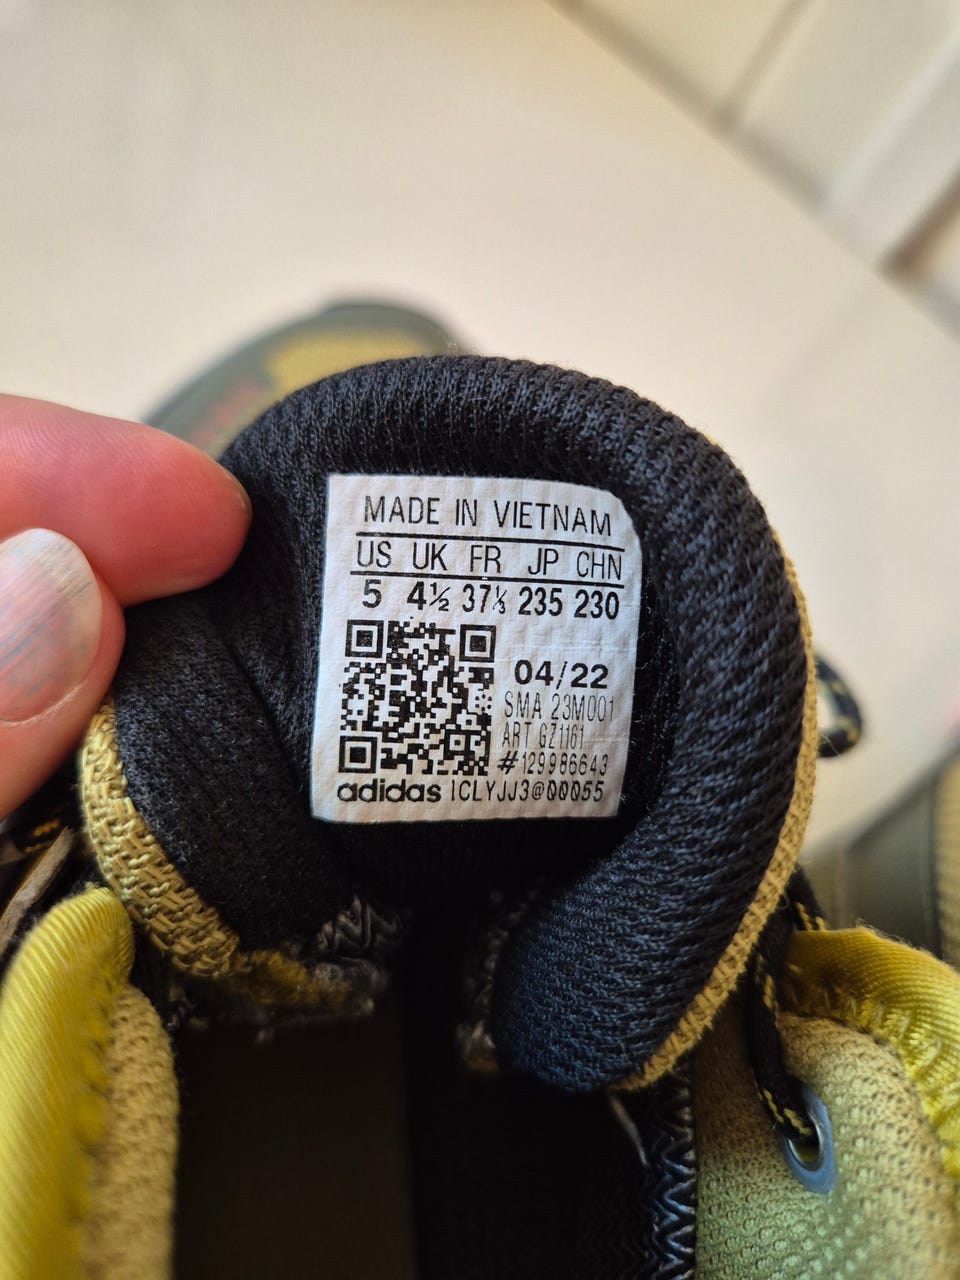 MADE IN VIETNAM
US UK FR JP CHN
5 4½ 37⅓ 235 230
04/22
SMA 23M001
ART GZ1161
#129986643
adidas ICLYJJ3@00055